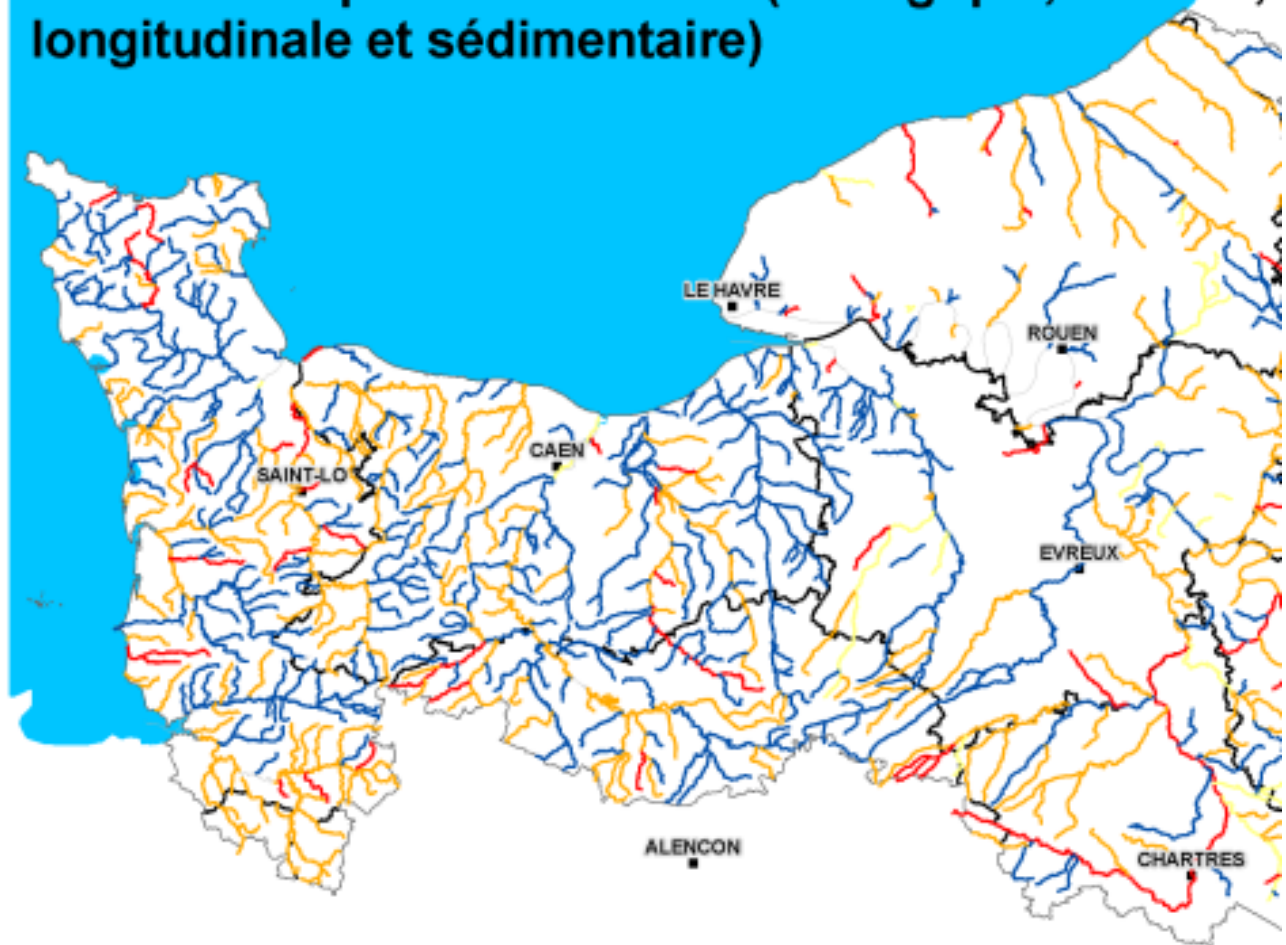 longitudinale et sédimentaire)
LE HAVRE
ROUEN
CAEN
SAINT-LO
EVREUX
ALENCON
CHARTRES